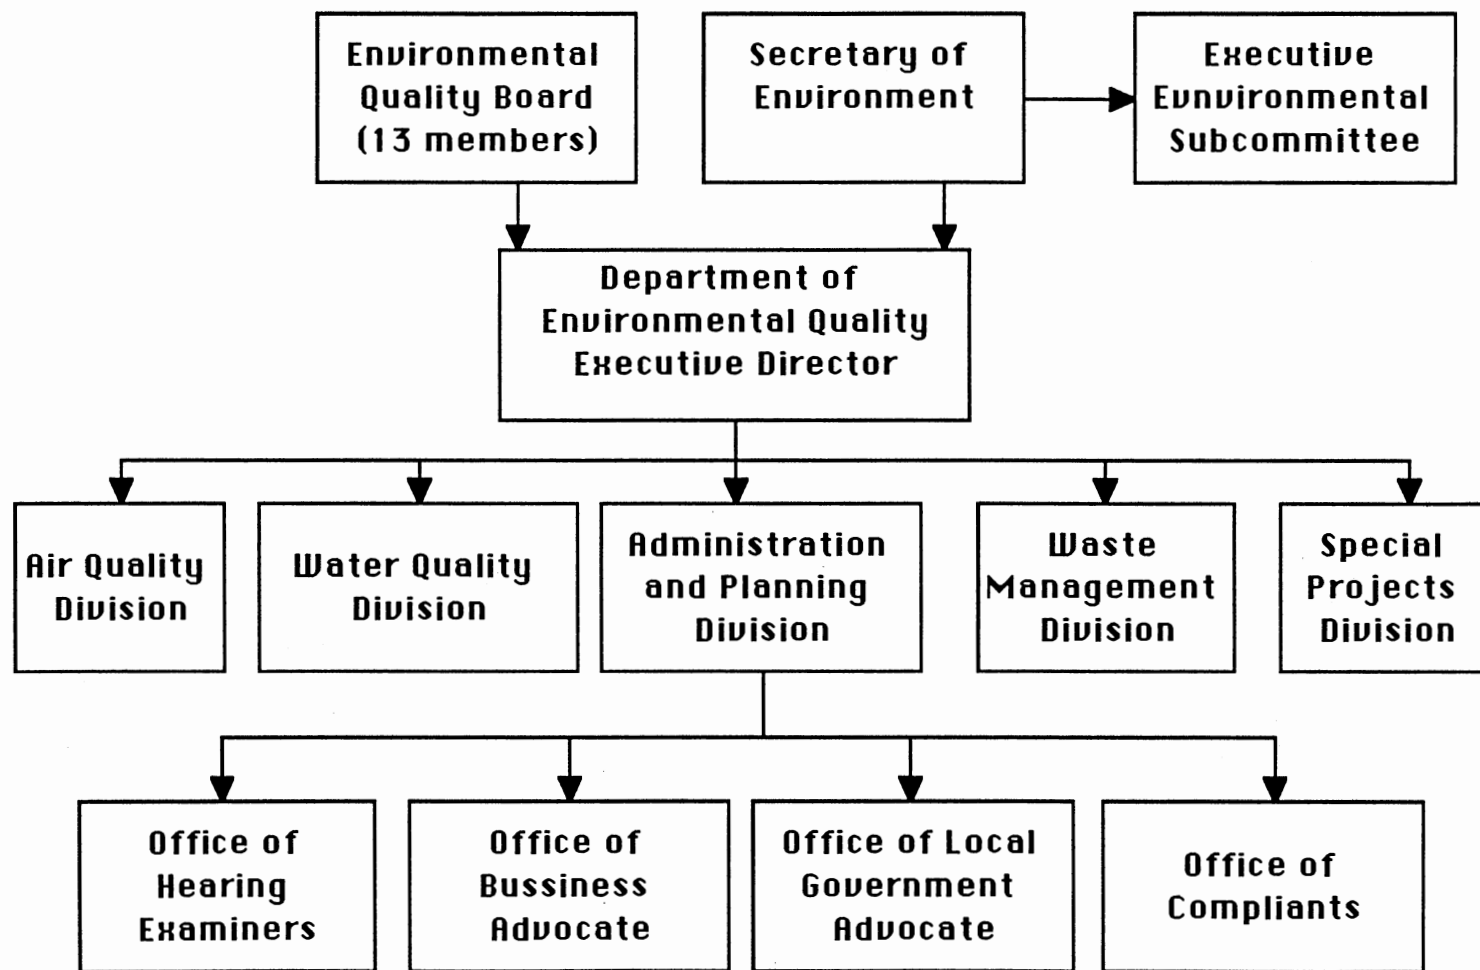 Environmental
Quality Board
(13 members)
Secretary of
Environment
Executive
Evnvironmental
Subcommittee
Department of
Environmental Quality
Executive Director
Air Quality
Division
Water Quality
Division
Administration
and Planning
Division
Waste
Management
Division
Special
Projects
Division
Office of
Hearing
Examiners
Office of
Bussiness
Advocate
Office of Local
Government
Advocate
Office of
Compliants